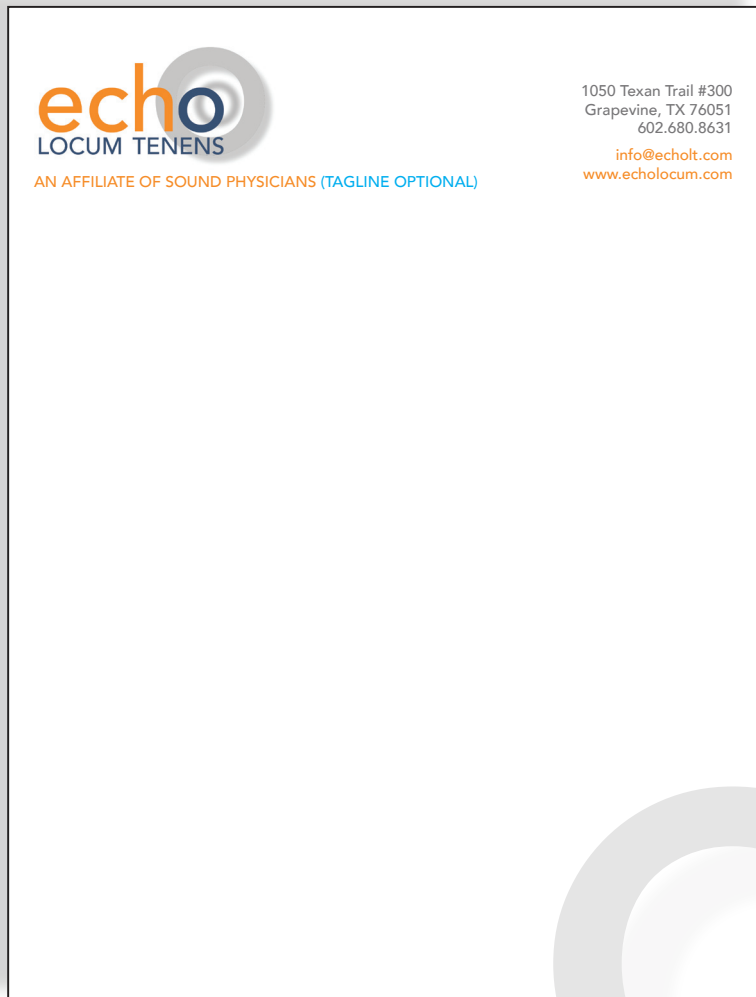 echo
LOCUM TENENS
AN AFFILIATE OF SOUND PHYSICIANS (TAGLINE OPTIONAL)
1050 Texan Trail #300
Grapevine, TX 76051
602.680.8631
info@echolt.com
www.echolocum.com